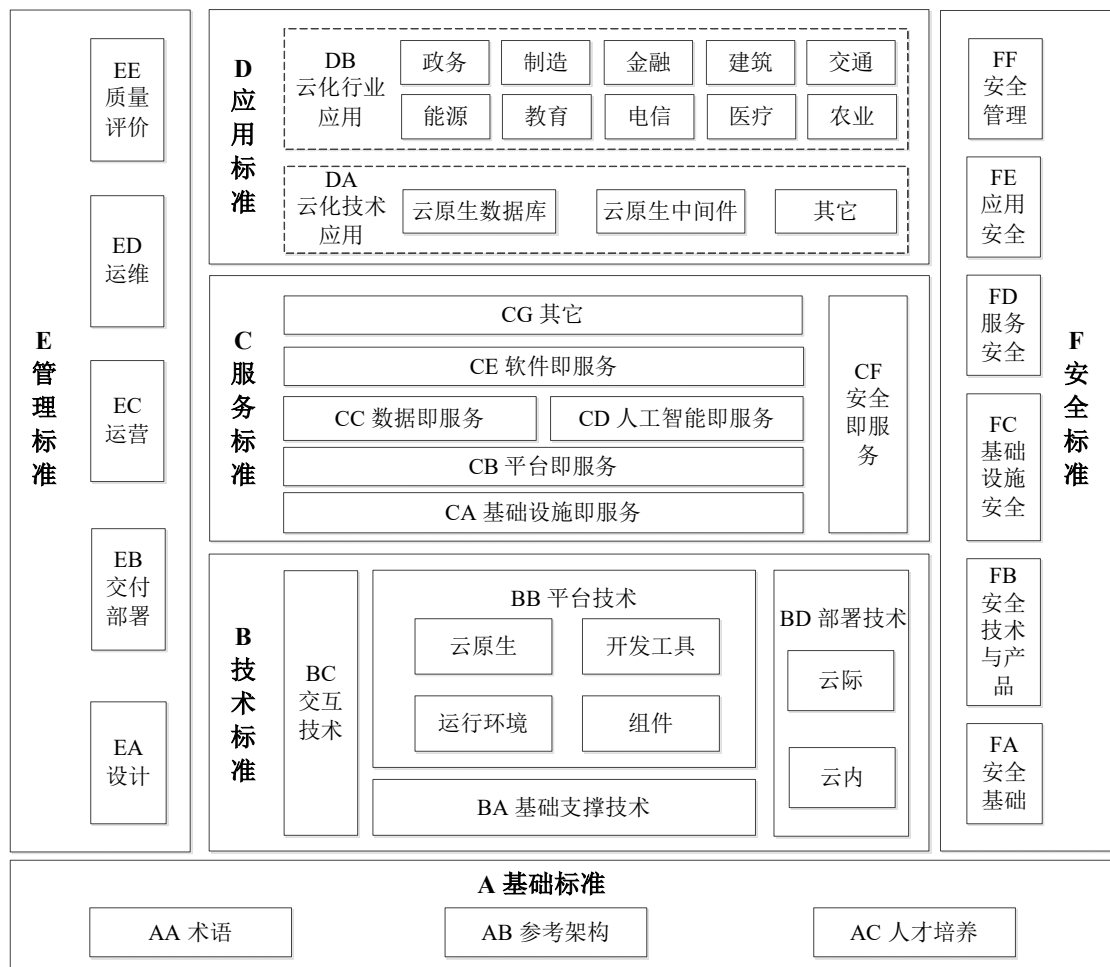 E
管
理
标
准
EE
质量
评价
ED
运维
EC
运营
EB
交付
部署
EA
设计
D
应
用
标
准
DB
云化行业
应用
政务
制造
金融
建筑
交通
能源
教育
电信
医疗
农业
DA
云化技术
应用
云原生数据库
云原生中间件
其它
C
服
务
标
准
CG 其它
CE 软件即服务
CC 数据即服务
CD 人工智能即服务
CB 平台即服务
CA 基础设施即服务
CF
安全
即服
务
B
技
术
标
准
BC
交互
技术
BB 平台技术
云原生
开发工具
运行环境
组件
BA 基础支撑技术
BD 部署技术
云际
云内
FF
安全
管理
FE
应用
安全
FD
服务
安全
FC
基础
设施
安全
FB
安全
技术
与产
品
FA
安全
基础
F
安
全
标
准
A 基础标准
AA 术语
AB 参考架构
AC 人才培养